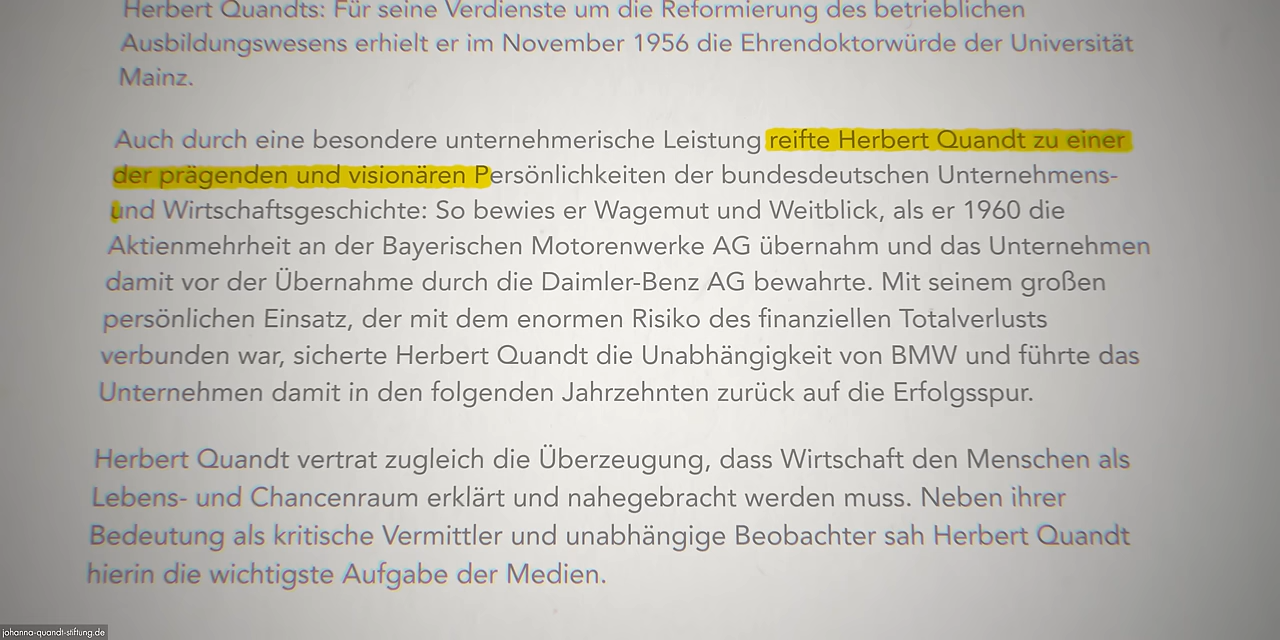 Herbert Quandts: Für seine Verdienste um die Reformierung des betrieblichen
Ausbildungswesens erhielt er im November 1956 die Ehrendoktorwürde der Universität
Mainz.
Auch durch eine besondere unternehmerische Leistung reifte Herbert Quandt zu einer
der prägenden und visionären Persönlichkeiten der bundesdeutschen Unternehmens-
und Wirtschaftsgeschichte: So bewies er Wagemut und Weitblick, als er 1960 die
Aktienmehrheit an der Bayerischen Motorenwerke AG übernahm und das Unternehmen
damit vor der Übernahme durch die Daimler-Benz AG bewahrte. Mit seinem großen
persönlichen Einsatz, der mit dem enormen Risiko des finanziellen Totalverlusts
verbunden war, sicherte Herbert Quandt die Unabhängigkeit von BMW und führte das
Unternehmen damit in den folgenden Jahrzehnten zurück auf die Erfolgsspur.
Herbert Quandt vertrat zugleich die Überzeugung, dass Wirtschaft den Menschen als
Lebens- und Chancenraum erklärt und nahegebracht werden muss. Neben ihrer
Bedeutung als kritische Vermittler und unabhängige Beobachter sah Herbert Quandt
hierin die wichtigste Aufgabe der Medien.
johanna-quandt-stiftung.de